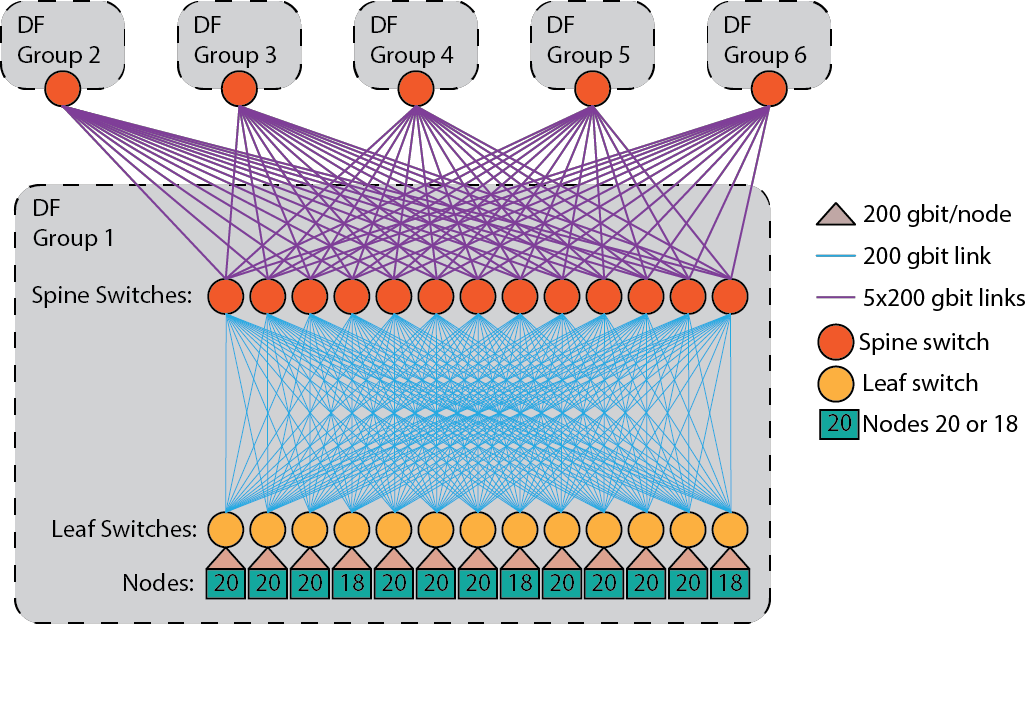 DF
Group 2
DF
Group 3
DF
Group 4
DF
Group 5
DF
Group 6
DF
Group 1
Spine Switches:
Leaf Switches:
Nodes:
20 20 20 18 20 20 20 18 20 20 20 20 18
200 gbit/node
200 gbit link
5x200 gbit links
Spine switch
Leaf switch
20 Nodes 20 or 18